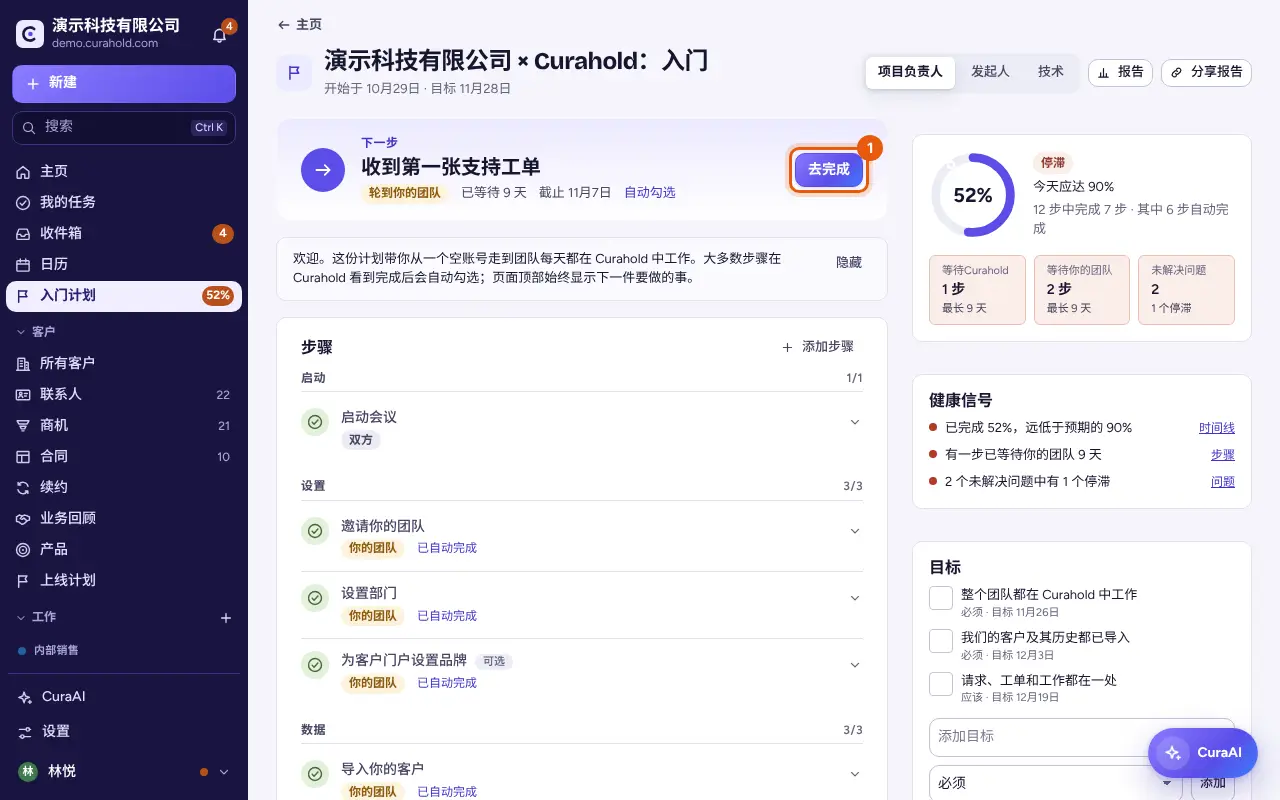 演示科技有限公司
demo.curahold.com
4
新建
搜索
Ctrl K
主页
我的任务
收件箱
4
日历
入门计划
52%
客户
所有客户
联系人
22
商机
21
合同
10
续约
业务回顾
产品
上线计划
工作
内部销售
CuraAI
设置
林
林悦
主页
演示科技有限公司 × Curahold：入门
开始于 10月29日 · 目标 11月28日
项目负责人
发起人
技术
报告
分享报告
下一步
收到第一张支持工单
轮到你的团队
已等待 9 天
截止 11月7日
自动勾选
去完成
1
欢迎。这份计划带你从一个空账号走到团队每天都在 Curahold 中工作。大多数步骤在
Curahold 看到完成后会自动勾选；页面顶部始终显示下一件要做的事。
隐藏
步骤
添加步骤
启动
1/1
启动会议
双方
设置
3/3
邀请你的团队
你的团队
已自动完成
设置部门
你的团队
已自动完成
为客户门户设置品牌
可选
你的团队
已自动完成
数据
3/3
导入你的客户
你的团队
已自动完成
52%
停滞
今天应达 90%
12 步中完成 7 步 · 其中 6 步自动完
成
等待Curahold
1 步
最长 9 天
等待你的团队
2 步
最长 9 天
未解决问题
2
1 个停滞
健康信号
已完成 52%，远低于预期的 90%
时间线
有一步已等待你的团队 9 天
步骤
2 个未解决问题中有 1 个停滞
问题
目标
整个团队都在 Curahold 中工作
必须 · 目标 11月26日
我们的客户及其历史都已导入
必须 · 目标 12月3日
请求、工单和工作都在一处
应该 · 目标 12月19日
添加目标
必须
添加
CuraAI